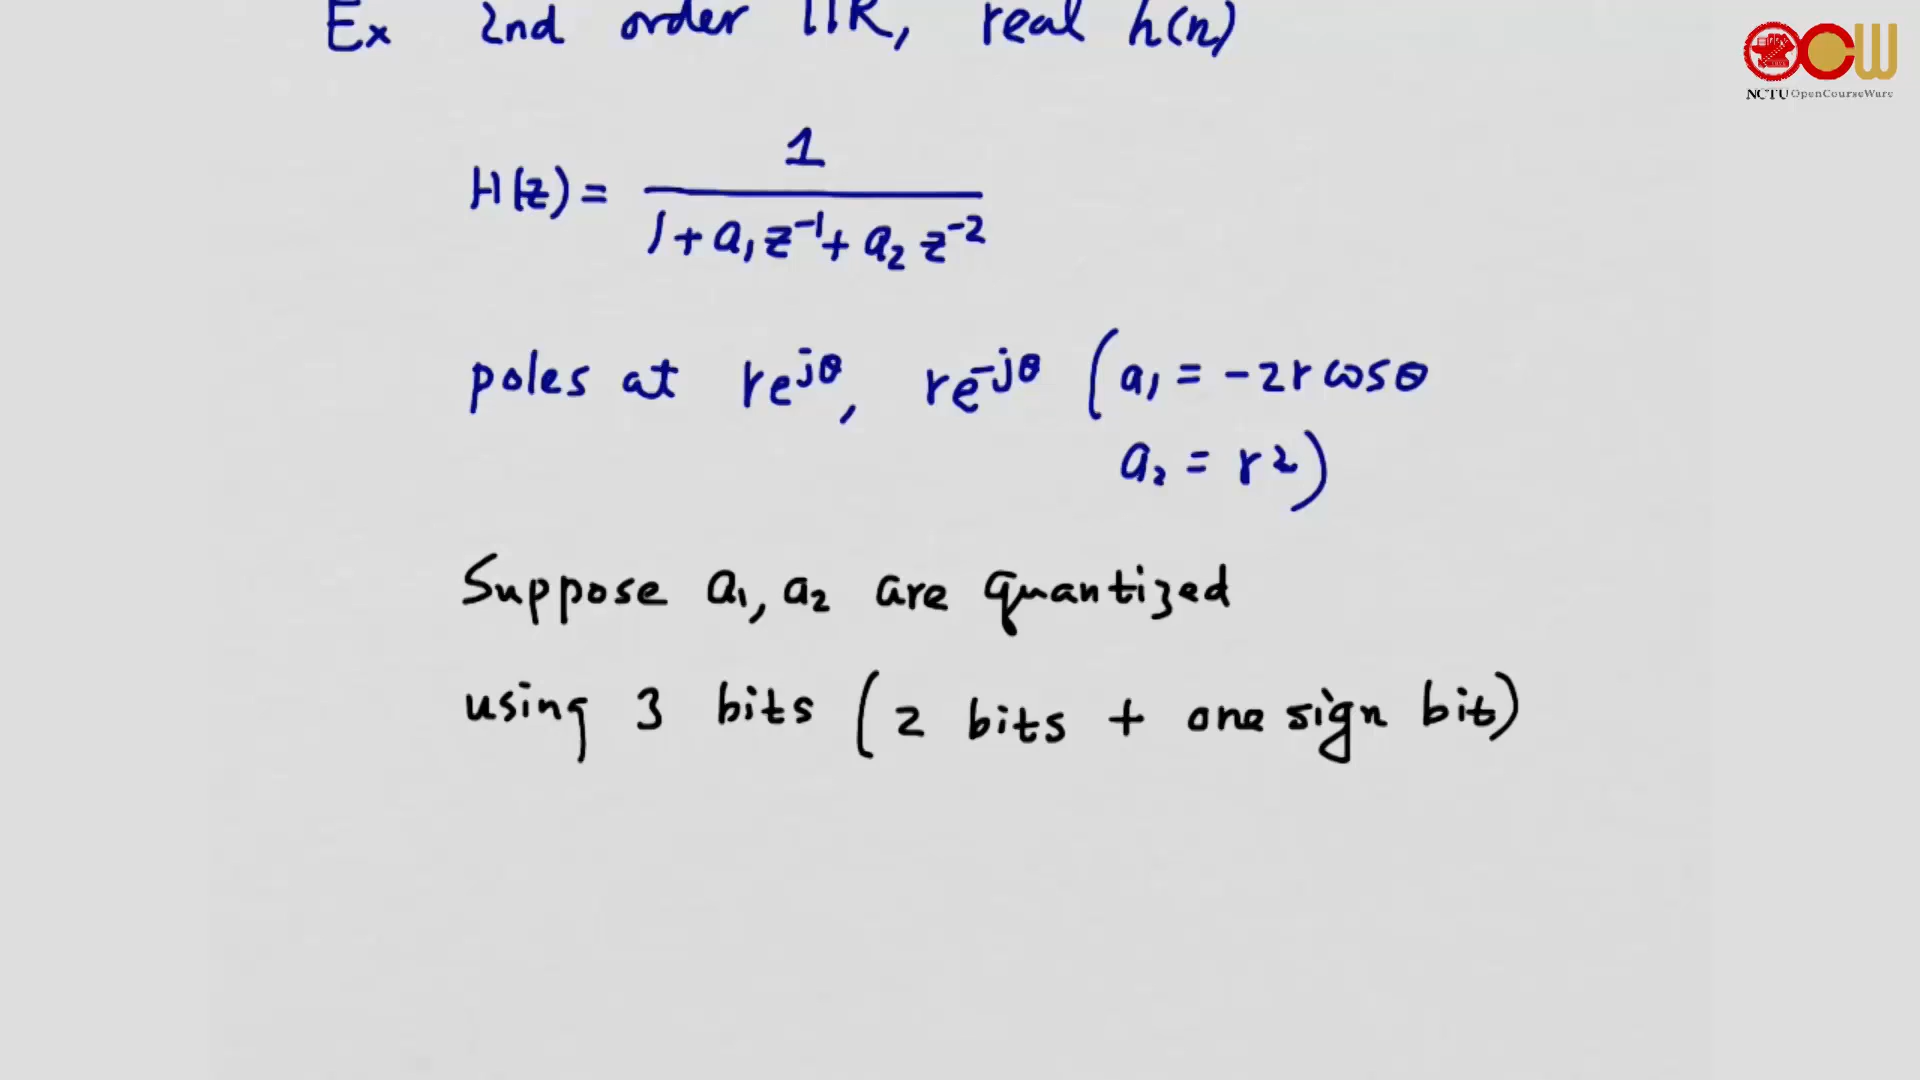 Ex 2nd order IIR, real h(n)
NCTU OpenCourseWare
H(z) = 1 / (1 + a₁z⁻¹ + a₂z⁻²)
poles at re^{jθ}, re^{-jθ} (a₁ = -2r cosθ
a₂ = r²)
Suppose a₁, a₂ are quantized
using 3 bits (2 bits + one sign bit)